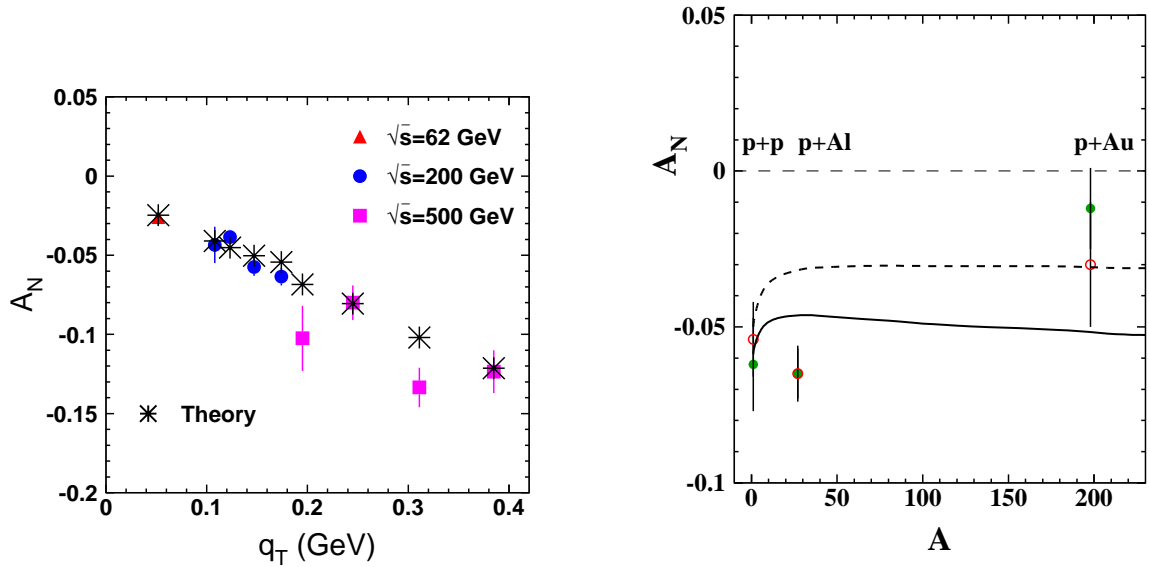 0.05
0
-0.05
-0.1
-0.15
-0.2
A_N
√s=62 GeV
√s=200 GeV
√s=500 GeV
Theory
0 0.1 0.2 0.3 0.4
q_T (GeV)
0.05
0
-0.05
-0.1
A_N
p+p p+Al p+Au
0 50 100 150 200
A